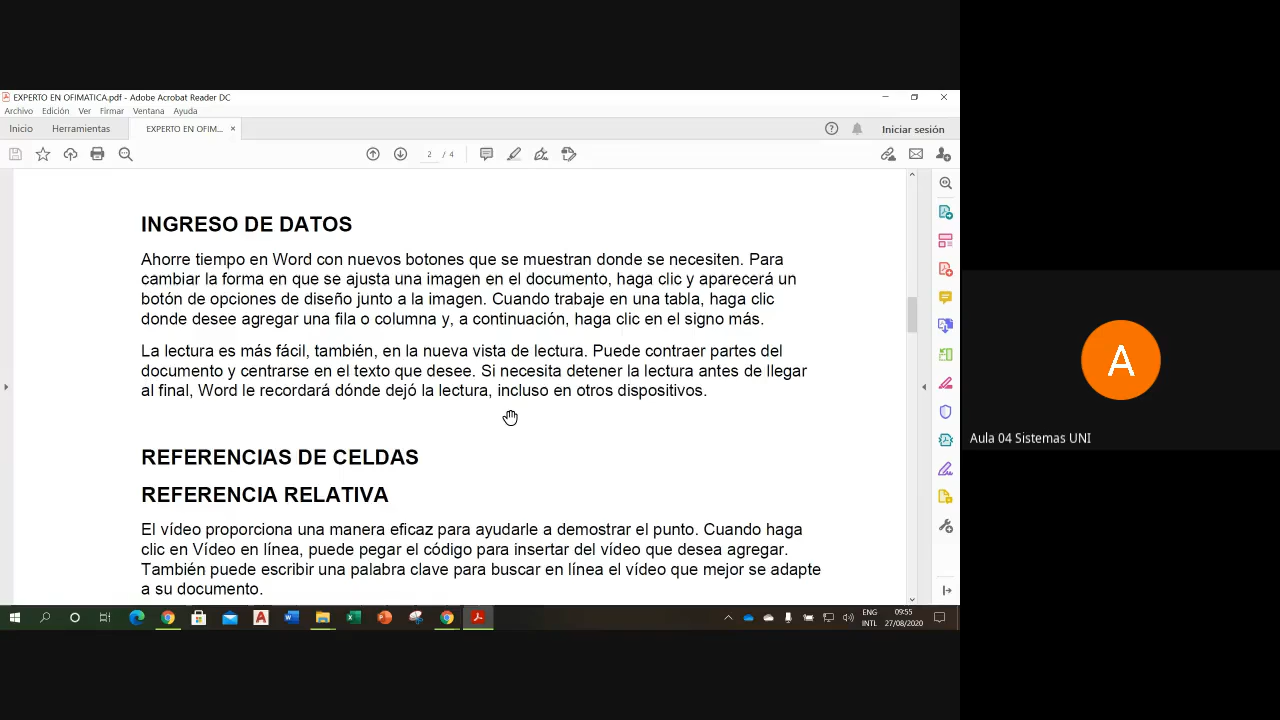 EXPERTO EN OFIMATICA.pdf - Adobe Acrobat Reader DC
Archivo Edición Ver Firmar Ventana Ayuda
Inicio Herramientas EXPERTO EN OFIM... × Iniciar sesión
2 / 4
INGRESO DE DATOS
Ahorre tiempo en Word con nuevos botones que se muestran donde se necesiten. Para
cambiar la forma en que se ajusta una imagen en el documento, haga clic y aparecerá un
botón de opciones de diseño junto a la imagen. Cuando trabaje en una tabla, haga clic
donde desee agregar una fila o columna y, a continuación, haga clic en el signo más.
La lectura es más fácil, también, en la nueva vista de lectura. Puede contraer partes del
documento y centrarse en el texto que desee. Si necesita detener la lectura antes de llegar
al final, Word le recordará dónde dejó la lectura, incluso en otros dispositivos.
REFERENCIAS DE CELDAS
REFERENCIA RELATIVA
El vídeo proporciona una manera eficaz para ayudarle a demostrar el punto. Cuando haga
clic en Vídeo en línea, puede pegar el código para insertar del vídeo que desea agregar.
También puede escribir una palabra clave para buscar en línea el vídeo que mejor se adapte
a su documento.
A
Aula 04 Sistemas UNI
ENG
INTL
09:55
27/08/2020